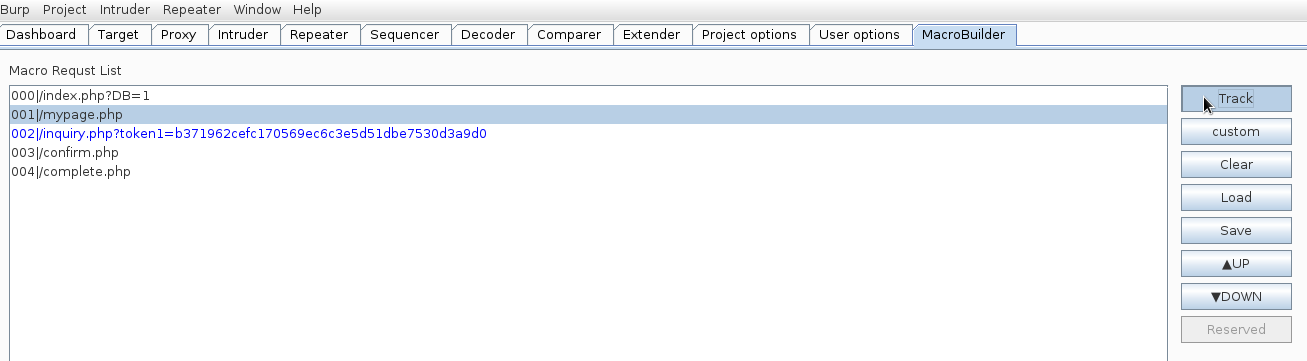 Burp Project Intruder Repeater Window Help
Dashboard Target Proxy Intruder Repeater Sequencer Decoder Comparer Extender Project options User options MacroBuilder
Macro Requst List
000|/index.php?DB=1
001|/mypage.php
002|/inquiry.php?token1=b371962cefc170569ec6c3e5d51dbe7530d3a9d0
003|/confirm.php
004|/complete.php
Track
custom
Clear
Load
Save
▲UP
▼DOWN
Reserved